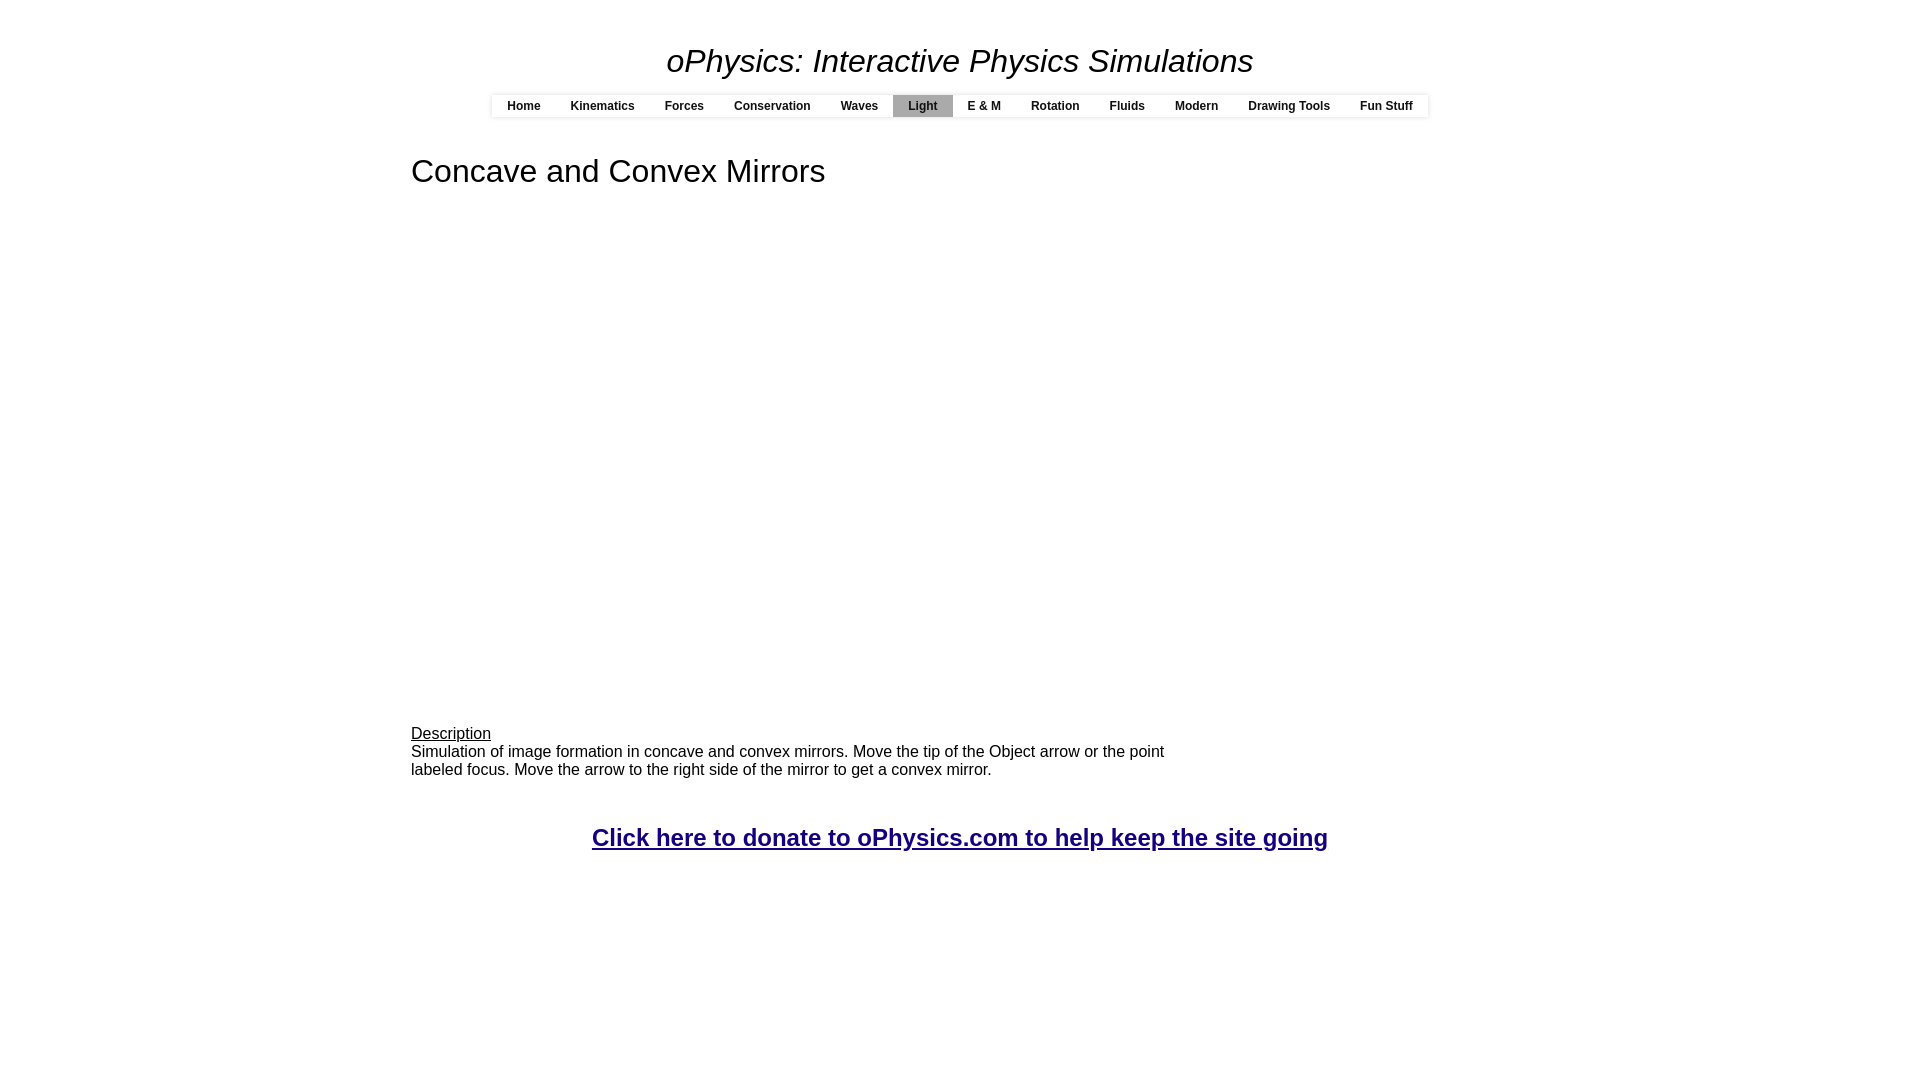 oPhysics: Interactive Physics Simulations
Home Kinematics Forces Conservation Waves Light E & M Rotation Fluids Modern Drawing Tools Fun Stuff
Concave and Convex Mirrors
Description
Simulation of image formation in concave and convex mirrors. Move the tip of the Object arrow or the point
labeled focus. Move the arrow to the right side of the mirror to get a convex mirror.
Click here to donate to oPhysics.com to help keep the site going